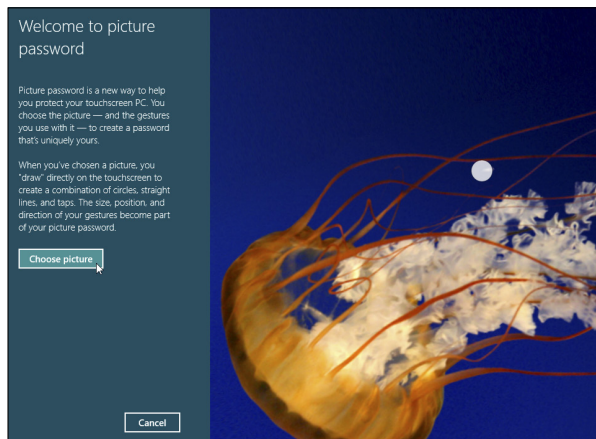 Welcome to picture
password
Picture password is a new way to help
you protect your touchscreen PC. You
choose the picture — and the gestures
you use with it — to create a password
that's uniquely yours.
When you've chosen a picture, you
"draw" directly on the touchscreen to
create a combination of circles, straight
lines, and taps. The size, position, and
direction of your gestures become part
of your picture password.
Choose picture
Cancel